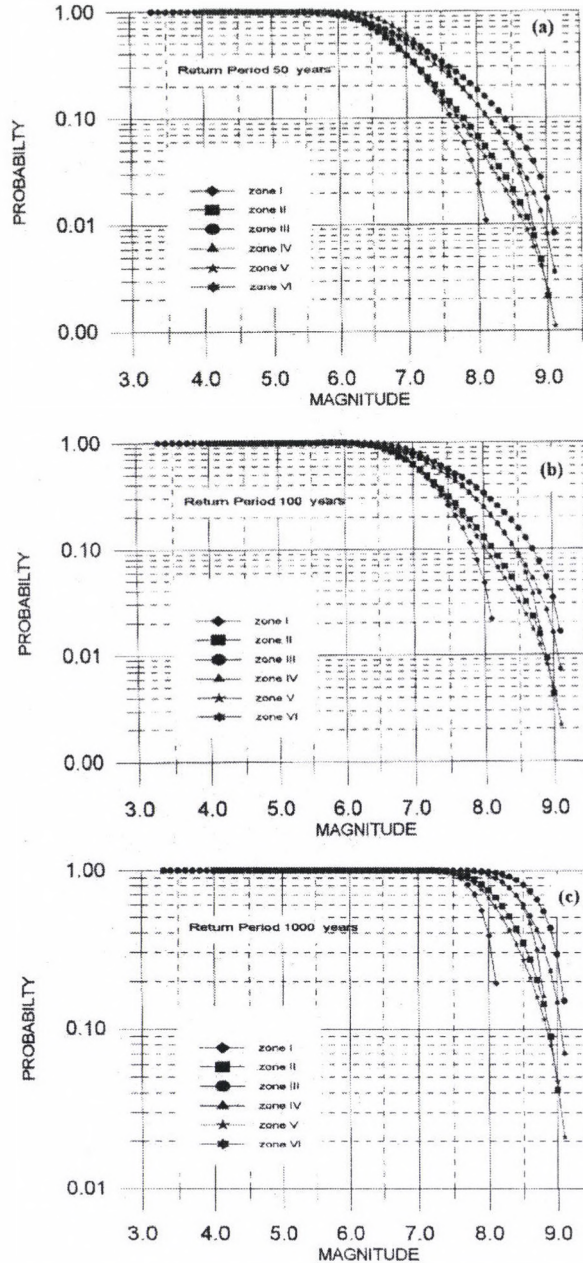 (a)
1.00
0.10
0.01
0.00
PROBABILTY
Return Period 50 years
zone I
zone II
zone III
zone IV
zone V
zone VI
3.0 4.0 5.0 6.0 7.0 8.0 9.0
MAGNITUDE
(b)
1.00
0.10
0.01
0.00
PROBABILTY
Return Period 100 years
zone I
zone II
zone III
zone IV
zone V
zone VI
3.0 4.0 5.0 6.0 7.0 8.0 9.0
MAGNITUDE
(c)
1.00
0.10
0.01
PROBABILTY
Return Period 1000 years
zone I
zone II
zone III
zone IV
zone V
zone VI
3.0 4.0 5.0 6.0 7.0 8.0 9.0
MAGNITUDE